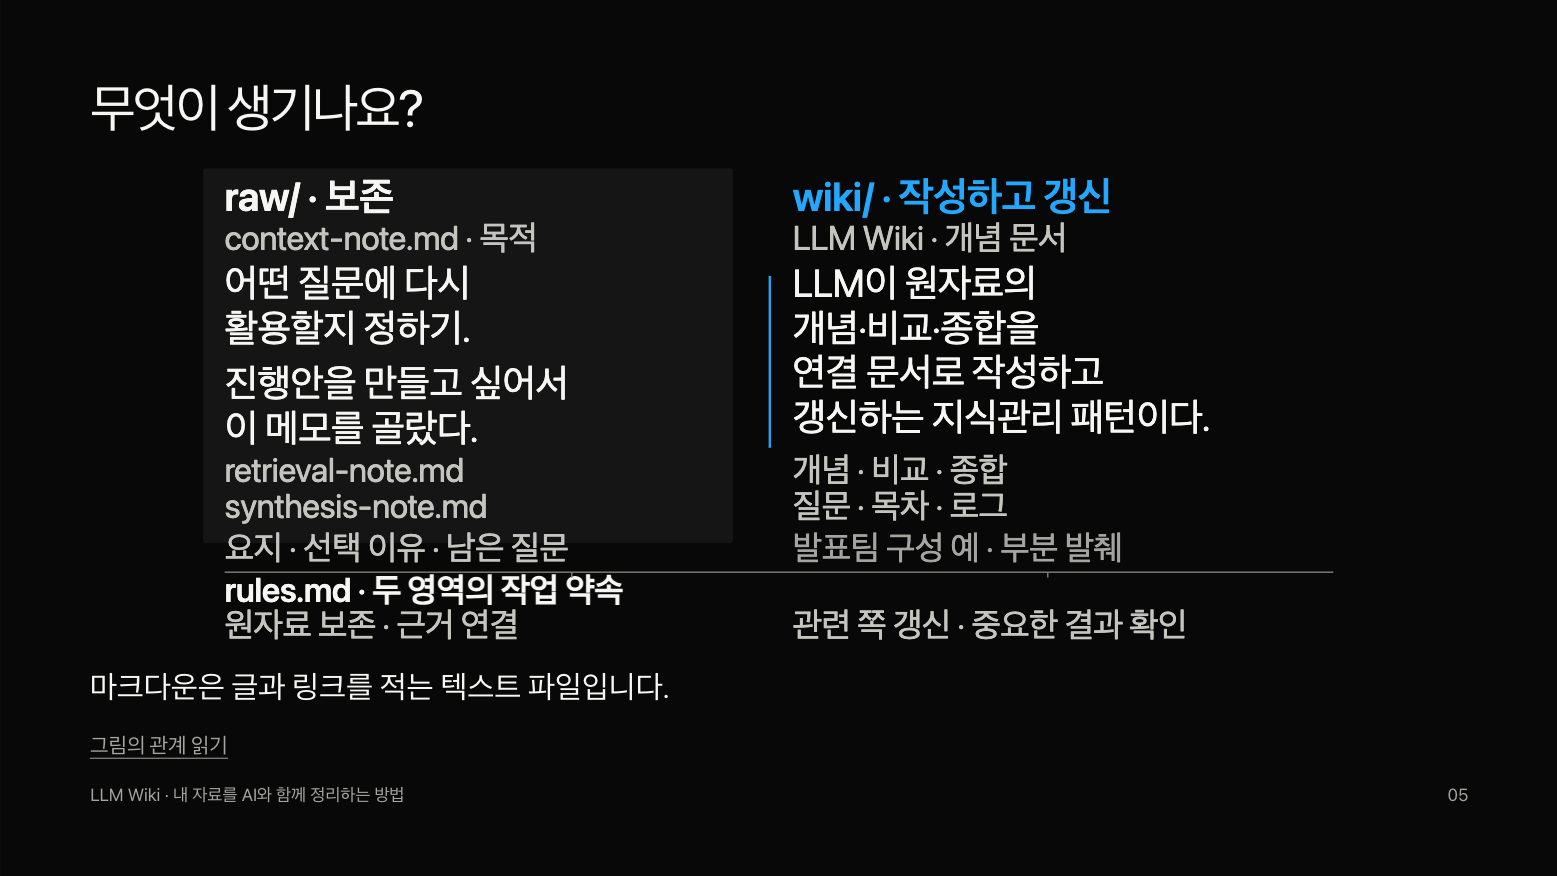 무엇이 생기나요?
raw/ · 보존
context-note.md · 목적
어떤 질문에 다시
활용할지 정하기.
진행안을 만들고 싶어서
이 메모를 골랐다.
retrieval-note.md
synthesis-note.md
요지 · 선택 이유 · 남은 질문
wiki/ · 작성하고 갱신
LLM Wiki · 개념 문서
LLM이 원자료의
개념·비교·종합을
연결 문서로 작성하고
갱신하는 지식관리 패턴이다.
개념 · 비교 · 종합
질문 · 목차 · 로그
발표팀 구성 예 · 부분 발췌
rules.md · 두 영역의 작업 약속
원자료 보존 · 근거 연결
관련 쪽 갱신 · 중요한 결과 확인
마크다운은 글과 링크를 적는 텍스트 파일입니다.
그림의 관계 읽기
LLM Wiki · 내 자료를 AI와 함께 정리하는 방법
05